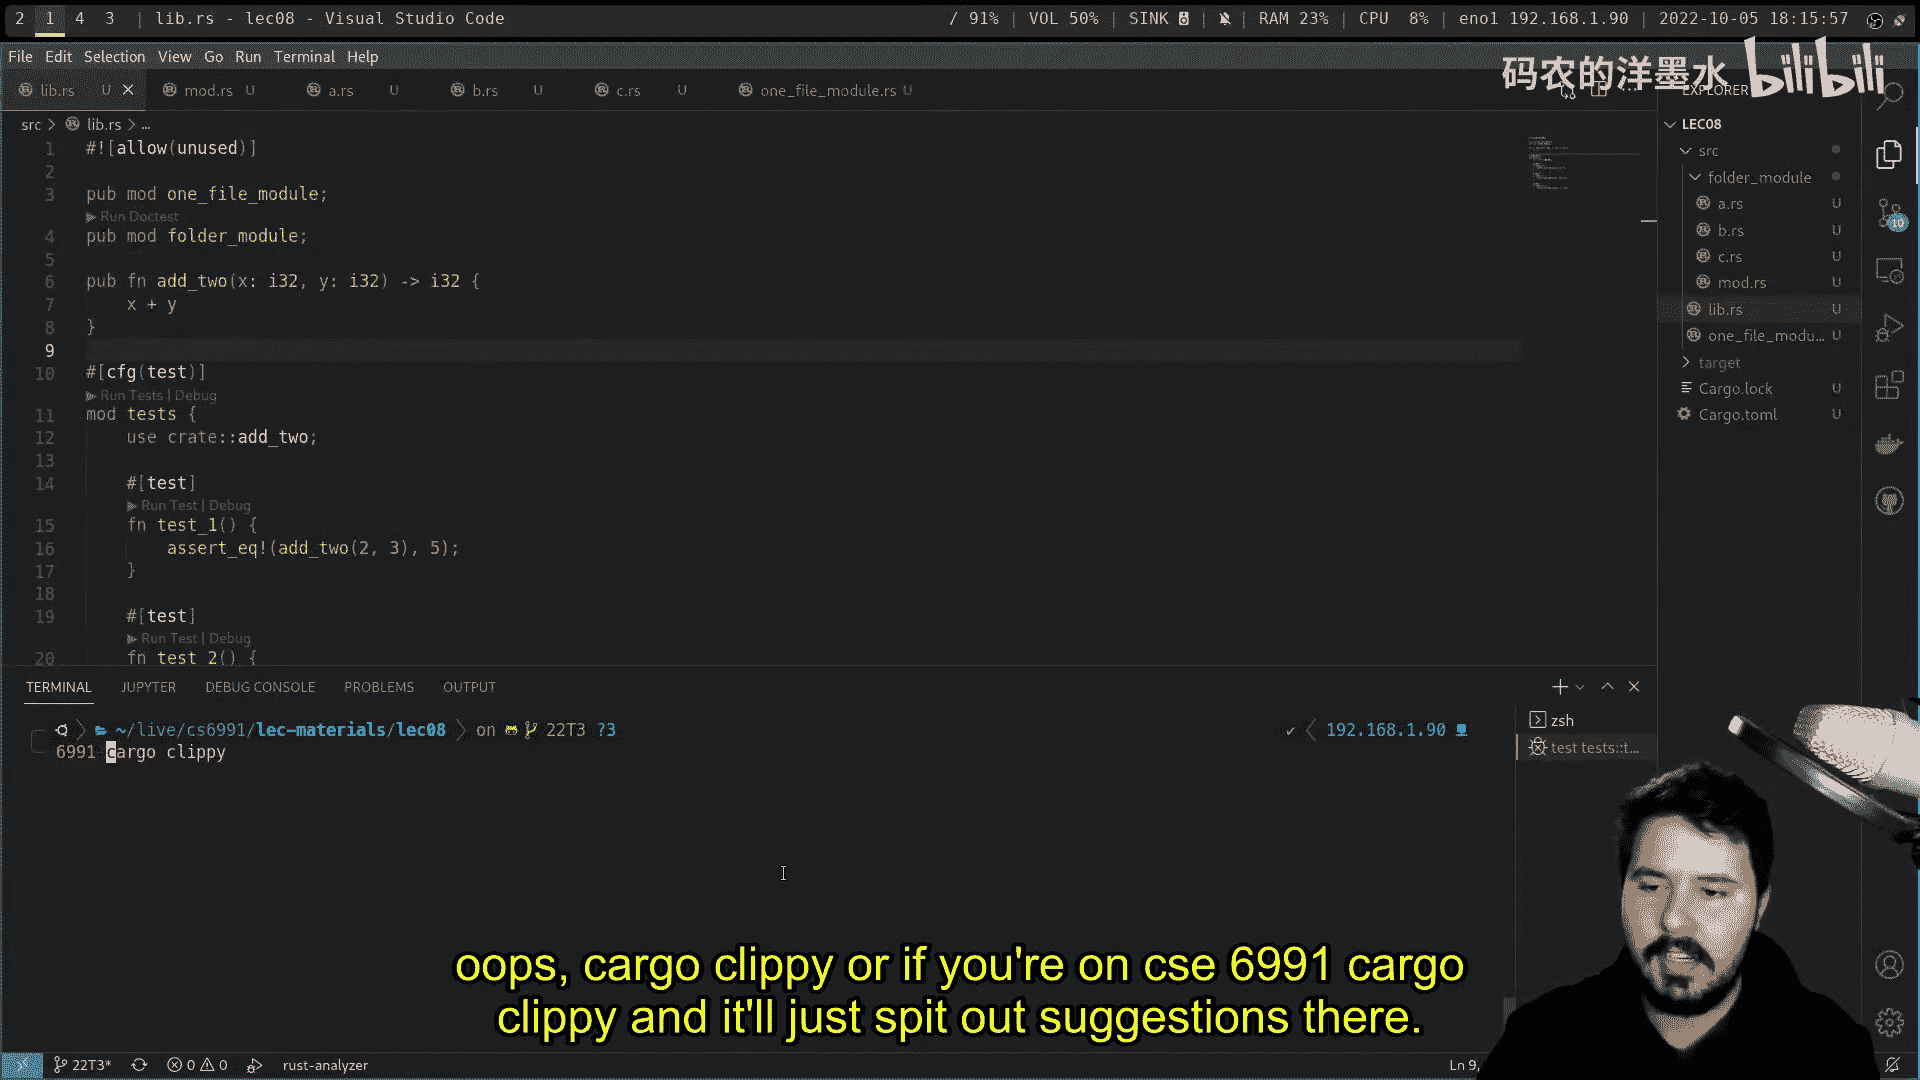 2 1 4 3 | lib.rs - lec08 - Visual Studio Code
/ 91% | VOL 50% | SINK | | RAM 23% | CPU 8% | eno1 192.168.1.90 | 2022-10-05 18:15:57
File Edit Selection View Go Run Terminal Help
码农的洋墨水 bilibili
lib.rs U mod.rs U a.rs U b.rs U c.rs U one_file_module.rs U
EXPLORER
src > lib.rs > ...
1 #![allow(unused)]
2
3 pub mod one_file_module;
Run Doctest
4 pub mod folder_module;
5
6 pub fn add_two(x: i32, y: i32) -> i32 {
7 x + y
8 }
9
10 #[cfg(test)]
Run Tests | Debug
11 mod tests {
12 use crate::add_two;
13
14 #[test]
Run Test | Debug
15 fn test_1() {
16 assert_eq!(add_two(2, 3), 5);
17 }
18
19 #[test]
Run Test | Debug
20 fn test_2() {
LEC08
src
folder_module
a.rs U
b.rs U
c.rs U
mod.rs U
lib.rs U
one_file_modu... U
target
Cargo.lock U
Cargo.toml U
10
TERMINAL JUPYTER DEBUG CONSOLE PROBLEMS OUTPUT
~/live/cs6991/lec-materials/lec08 on 22T3 ?3
✔ 192.168.1.90
6991 cargo clippy
zsh
test tests::t...
oops, cargo clippy or if you're on cse 6991 cargo
clippy and it'll just spit out suggestions there.
22T3* 0 0 rust-analyzer
Ln 9,